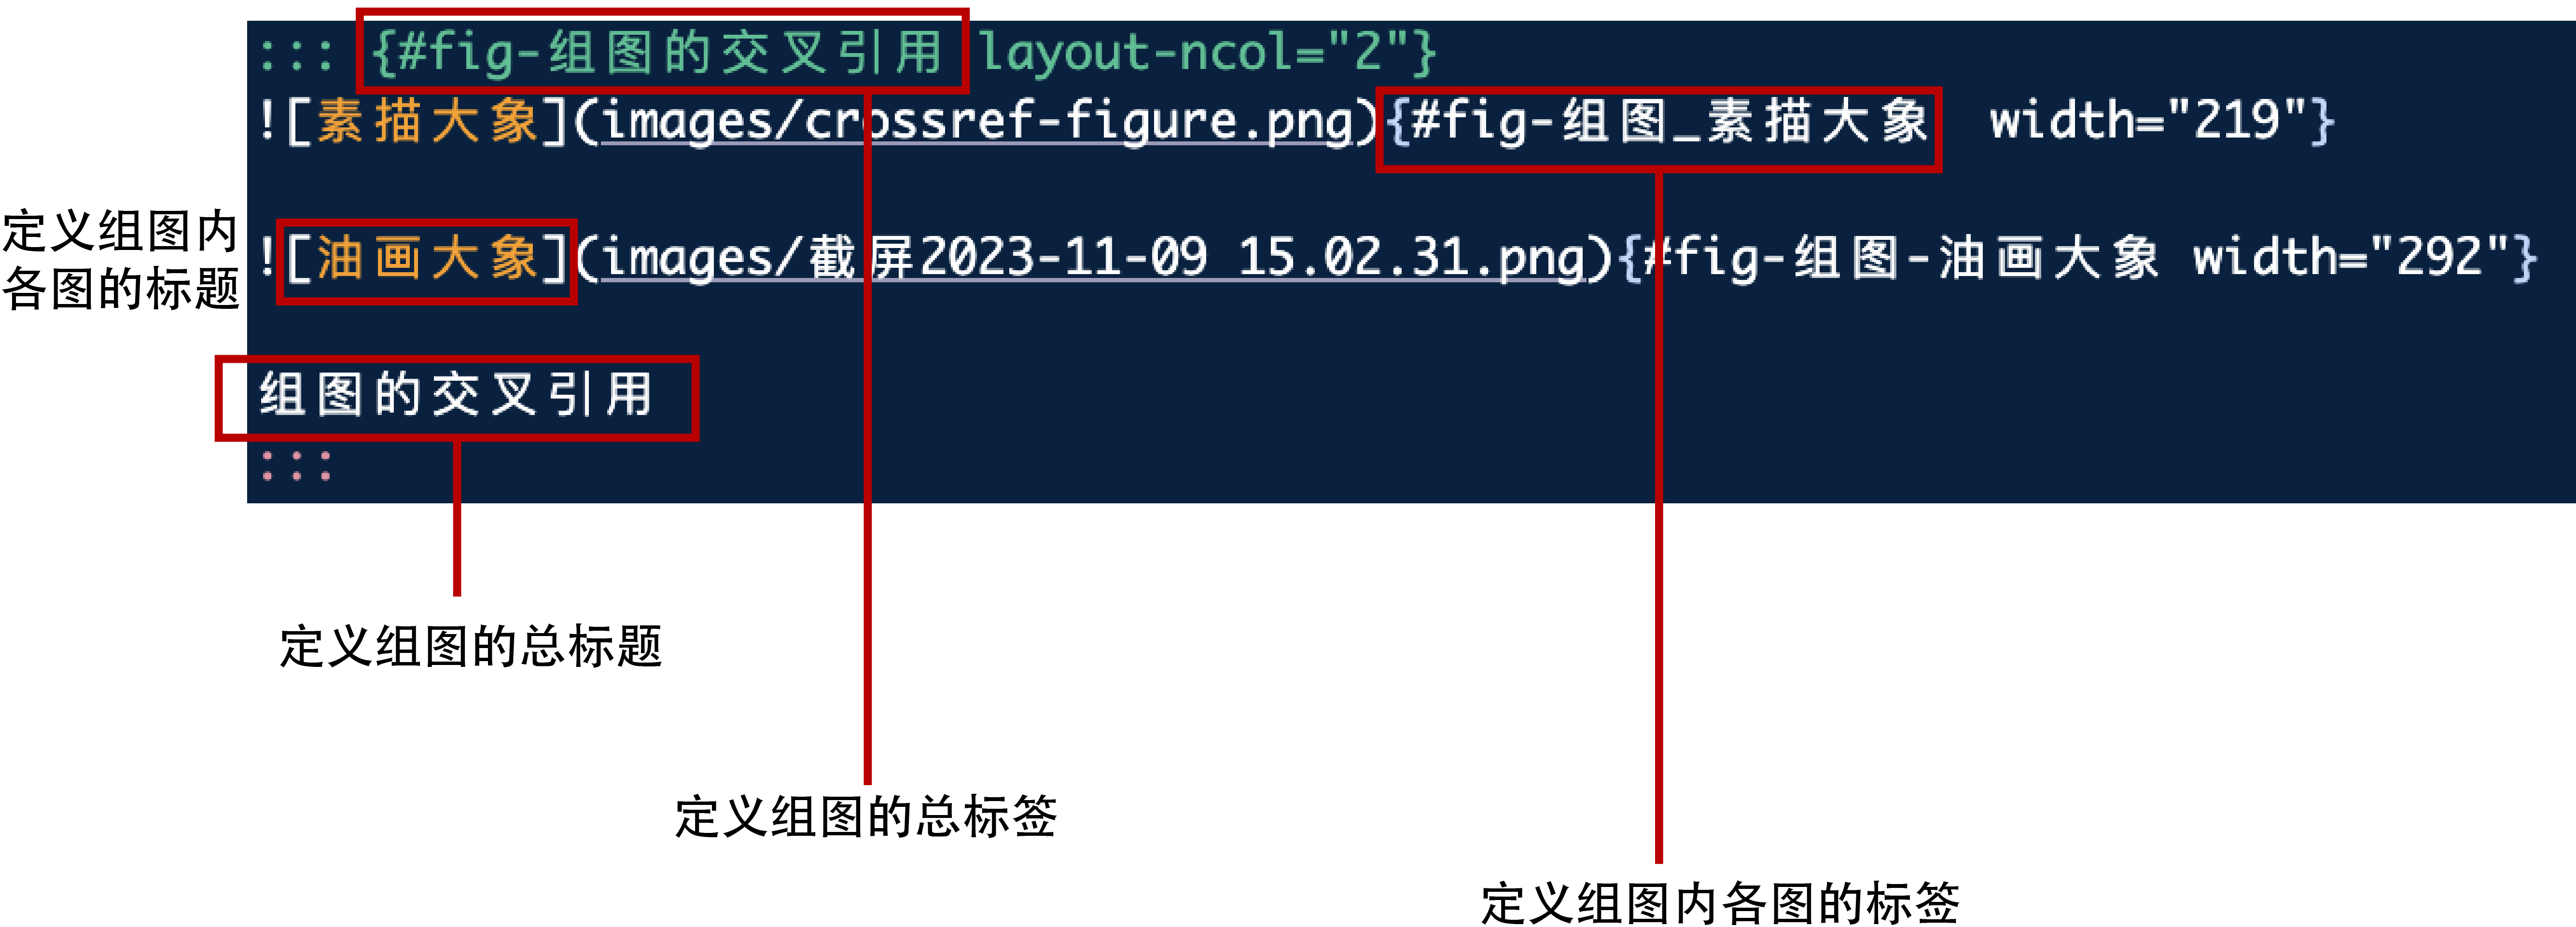 ::: {#fig-组图的交叉引用 layout-ncol="2"}
![素描大象](images/crossref-figure.png){#fig-组图_素描大象  width="219"}
定义组图内
各图的标题
![油画大象](images/截屏2023-11-09 15.02.31.png){#fig-组图-油画大象 width="292"}
组图的交叉引用
:::
定义组图的总标题
定义组图的总标签
定义组图内各图的标签